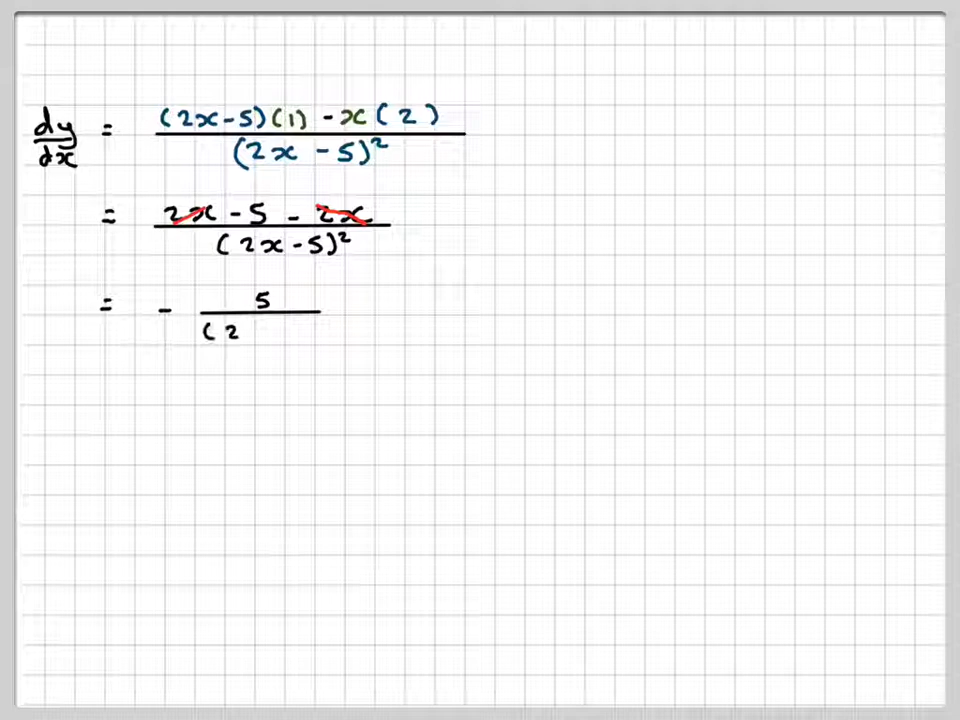 dy/dx = ((2x-5)(1) - x(2))/(2x - 5)²
= (2x - 5 - 2x)/(2x-5)²
= - 5/(2